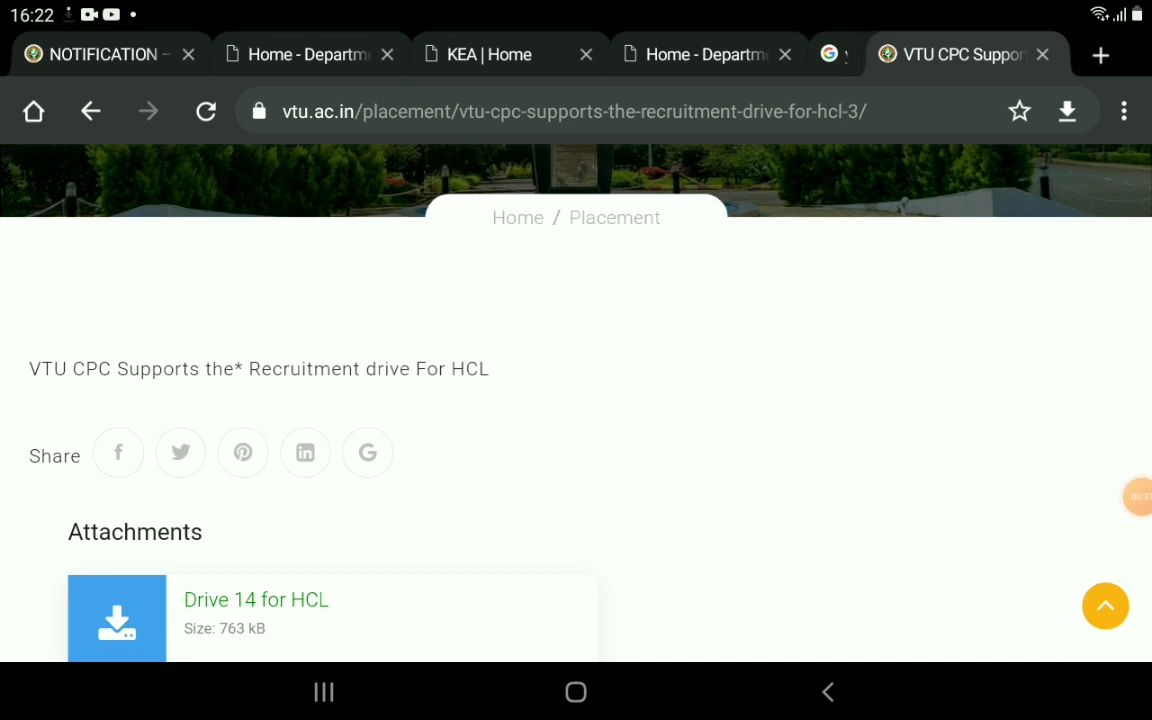 16:22
NOTIFICATION -
Home - Departm
KEA | Home
Home - Departm
VTU CPC Suppor
vtu.ac.in/placement/vtu-cpc-supports-the-recruitment-drive-for-hcl-3/
Home / Placement
VTU CPC Supports the* Recruitment drive For HCL
Share
Attachments
Drive 14 for HCL
Size: 763 kB